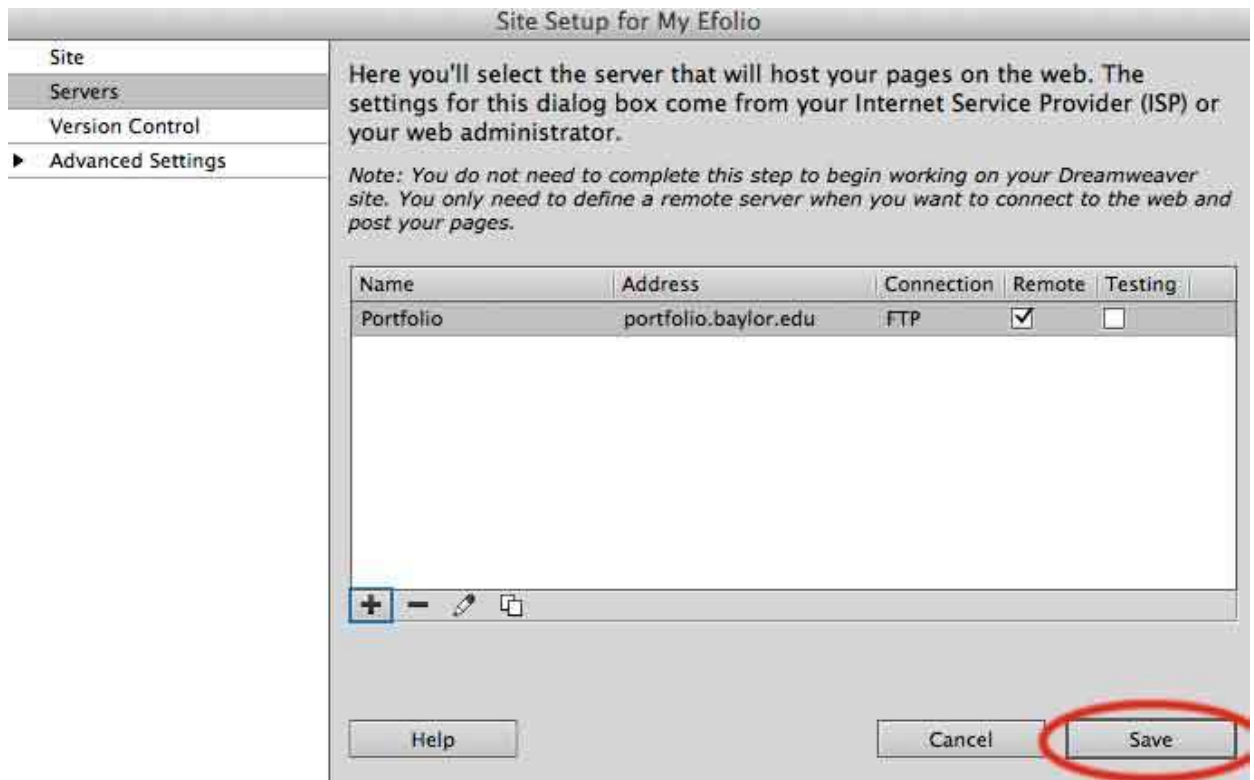 Site Setup for My Efolio
Site
Servers
Version Control
Advanced Settings
Here you'll select the server that will host your pages on the web. The
settings for this dialog box come from your Internet Service Provider (ISP) or
your web administrator.
Note: You do not need to complete this step to begin working on your Dreamweaver
site. You only need to define a remote server when you want to connect to the web and
post your pages.
Name Address Connection Remote Testing
Portfolio portfolio.baylor.edu FTP
Help Cancel Save